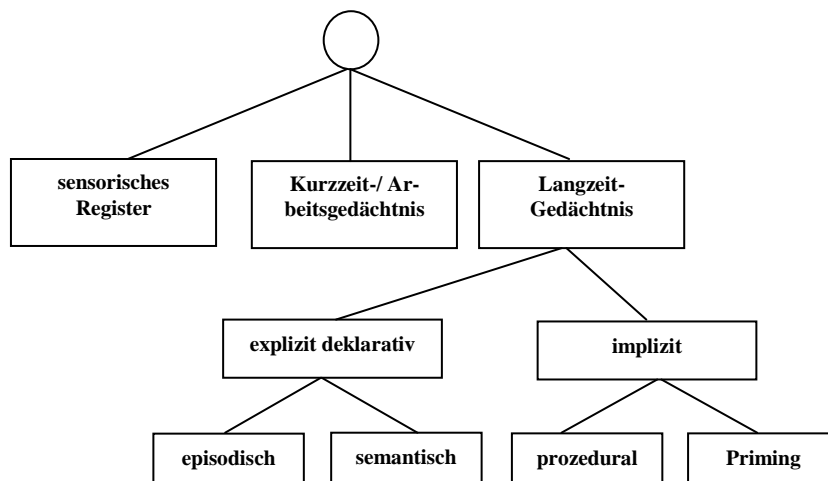 sensorisches
Register
Kurzzeit-/ Ar-
beitsgedächtnis
Langzeit-
Gedächtnis
explizit deklarativ
implizit
episodisch
semantisch
prozedural
Priming